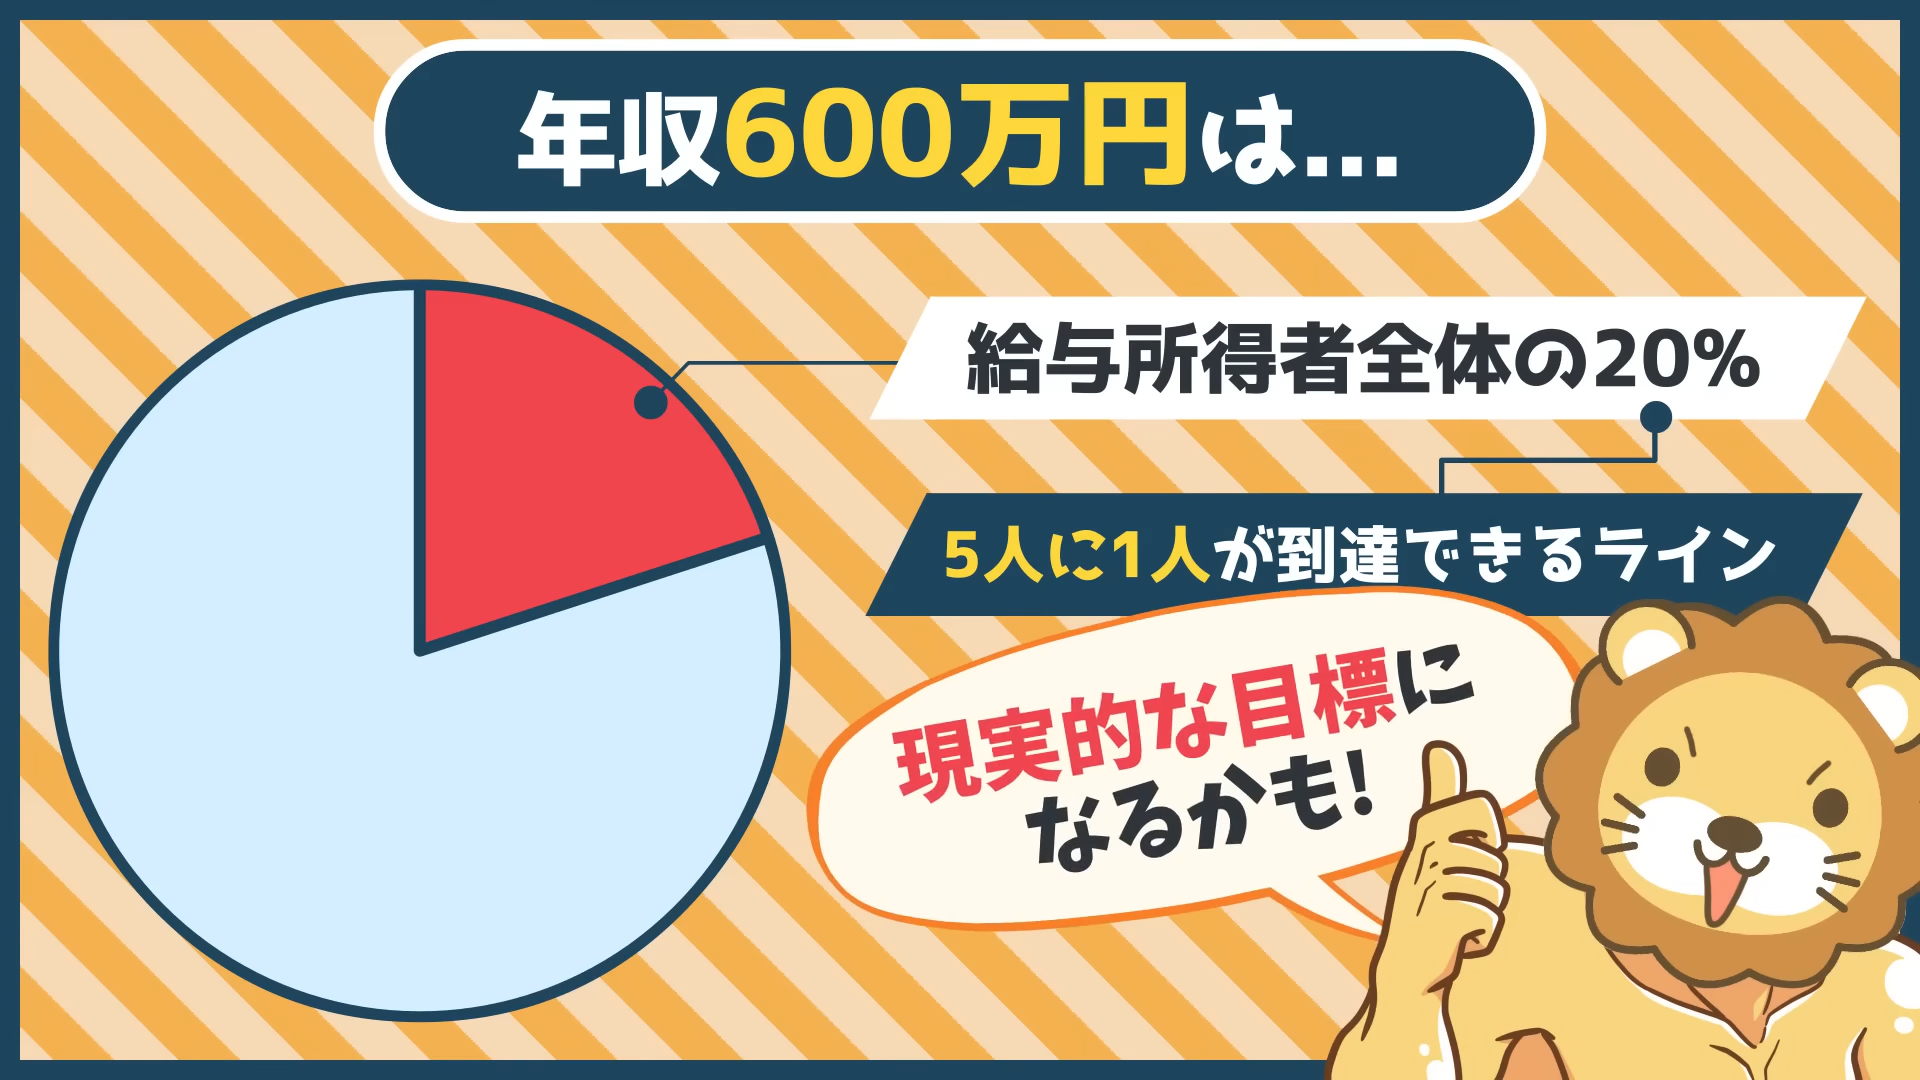 年収600万円は...
給与所得者全体の20%
5人に1人が到達できるライン
現実的な目標に
なるかも!